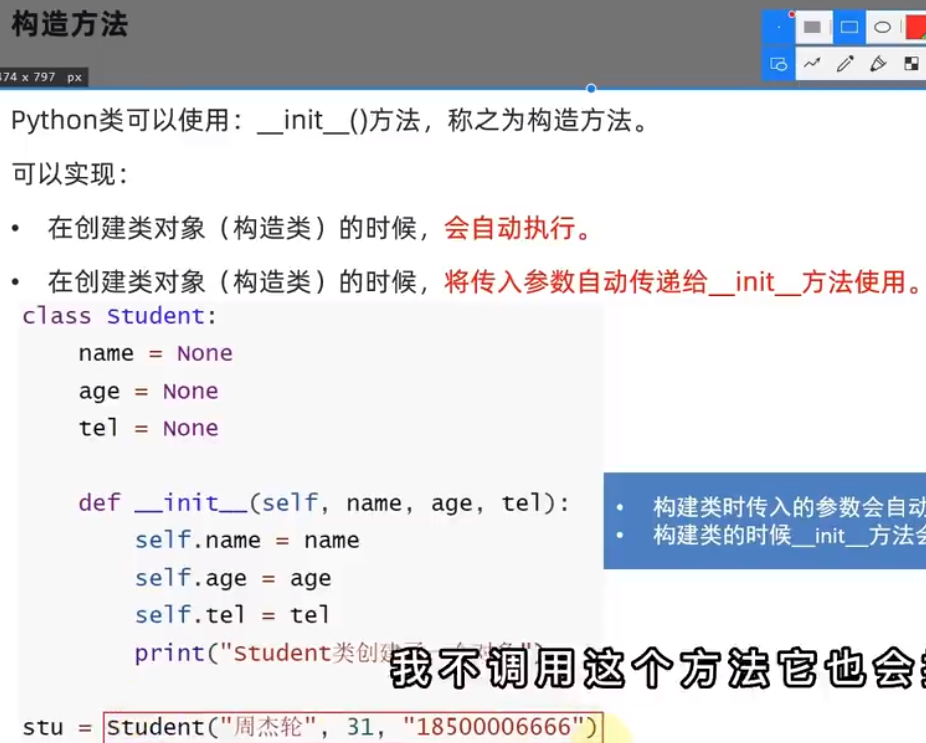 构造方法
474 x 797 px
Python类可以使用：__init__()方法，称之为构造方法。
可以实现：
• 在创建类对象（构造类）的时候，会自动执行。
• 在创建类对象（构造类）的时候，将传入参数自动传递给__init__方法使用。
class Student:
name = None
age = None
tel = None
def __init__(self, name, age, tel):
• 构建类时传入的参数会自动
• 构建类的时候__init__方法会
self.name = name
self.age = age
self.tel = tel
print("Student类创建了一个对象")
我不调用这个方法它也会
stu = Student("周杰轮", 31, "18500006666")